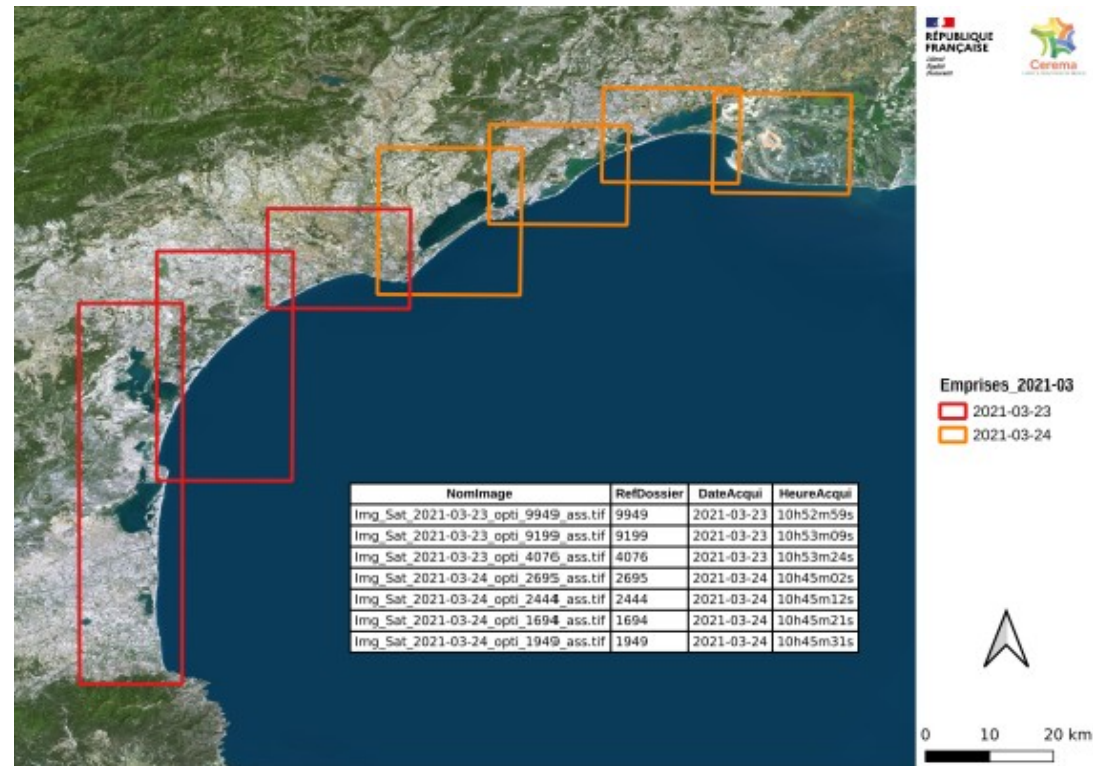 RÉPUBLIQUE
FRANÇAISE
Liberté
Égalité
Fraternité
Cerema
Emprises_2021-03
2021-03-23
2021-03-24
NomImage RefDossier DateAcqui HeureAcqui
Img_Sat_2021-03-23_opti_9949_ass.tif 9949 2021-03-23 10h52m59s
Img_Sat_2021-03-23_opti_9199_ass.tif 9199 2021-03-23 10h53m09s
Img_Sat_2021-03-23_opti_4076_ass.tif 4076 2021-03-23 10h53m24s
Img_Sat_2021-03-24_opti_2695_ass.tif 2695 2021-03-24 10h45m02s
Img_Sat_2021-03-24_opti_2444_ass.tif 2444 2021-03-24 10h45m12s
Img_Sat_2021-03-24_opti_1694_ass.tif 1694 2021-03-24 10h45m21s
Img_Sat_2021-03-24_opti_1949_ass.tif 1949 2021-03-24 10h45m31s
0 10 20 km